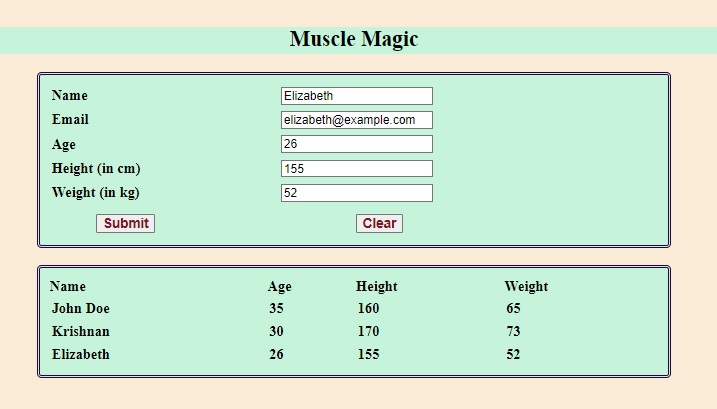 Muscle Magic
Name Elizabeth
Email elizabeth@example.com
Age 26
Height (in cm) 155
Weight (in kg) 52
Submit Clear
Name Age Height Weight
John Doe 35 160 65
Krishnan 30 170 73
Elizabeth 26 155 52